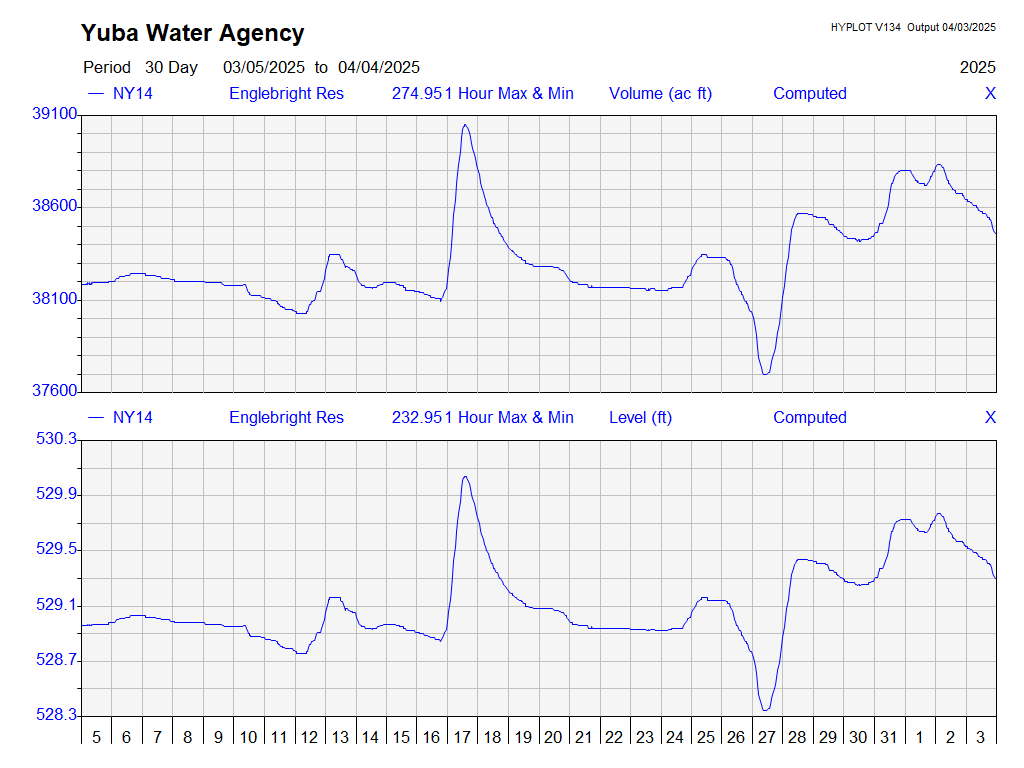 Yuba Water Agency
HYPLOT V134 Output 04/03/2025
Period 30 Day 03/05/2025 to 04/04/2025 2025
NY14 Englebright Res 274.951 Hour Max & Min Volume (ac ft) Computed X
39100
38600
38100
37600
NY14 Englebright Res 232.951 Hour Max & Min Level (ft) Computed X
530.3
529.9
529.5
529.1
528.7
528.3
5 6 7 8 9 10 11 12 13 14 15 16 17 18 19 20 21 22 23 24 25 26 27 28 29 30 31 1 2 3